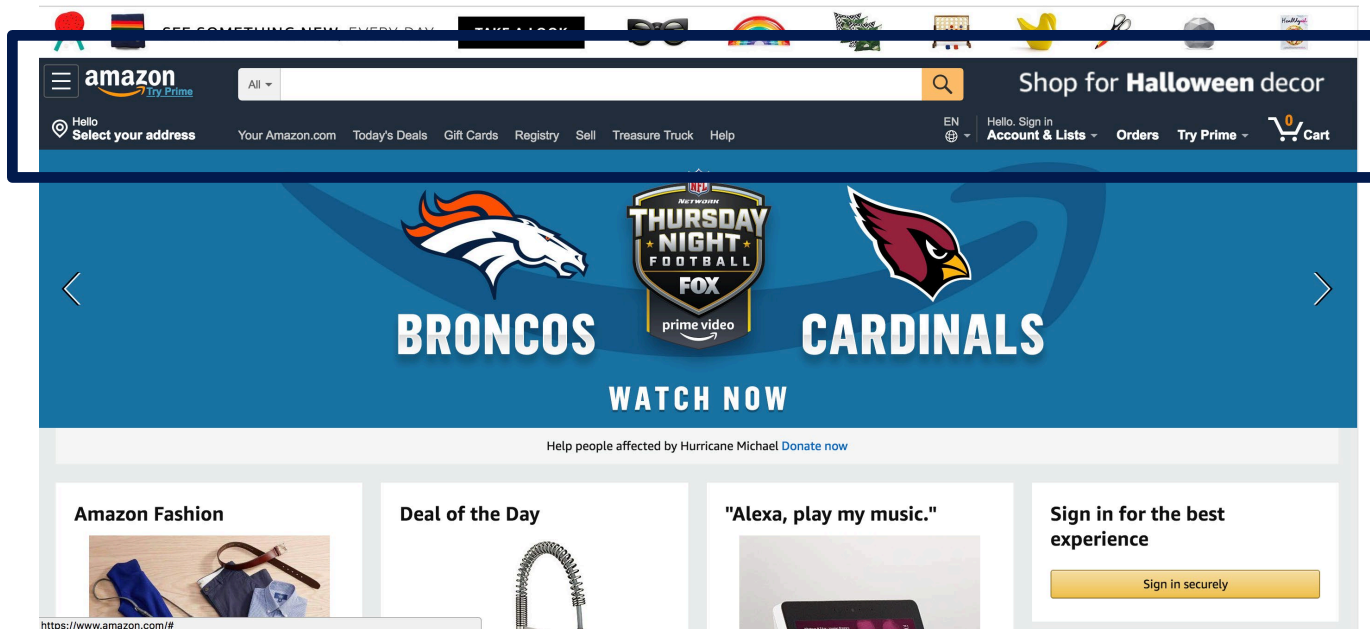 SEE SOMETHING NEW, EVERY DAY TAKE A LOOK
amazon
Try Prime
All
Shop for Halloween decor
Hello
Select your address
Your Amazon.com Today's Deals Gift Cards Registry Sell Treasure Truck Help
EN
Hello. Sign in
Account & Lists Orders Try Prime
0
Cart
NFL
NETWORK
THURSDAY
NIGHT
FOOTBALL
FOX
prime video
BRONCOS
CARDINALS
WATCH NOW
Help people affected by Hurricane Michael Donate now
Amazon Fashion
Deal of the Day
"Alexa, play my music."
Sign in for the best
experience
Sign in securely
https://www.amazon.com/#